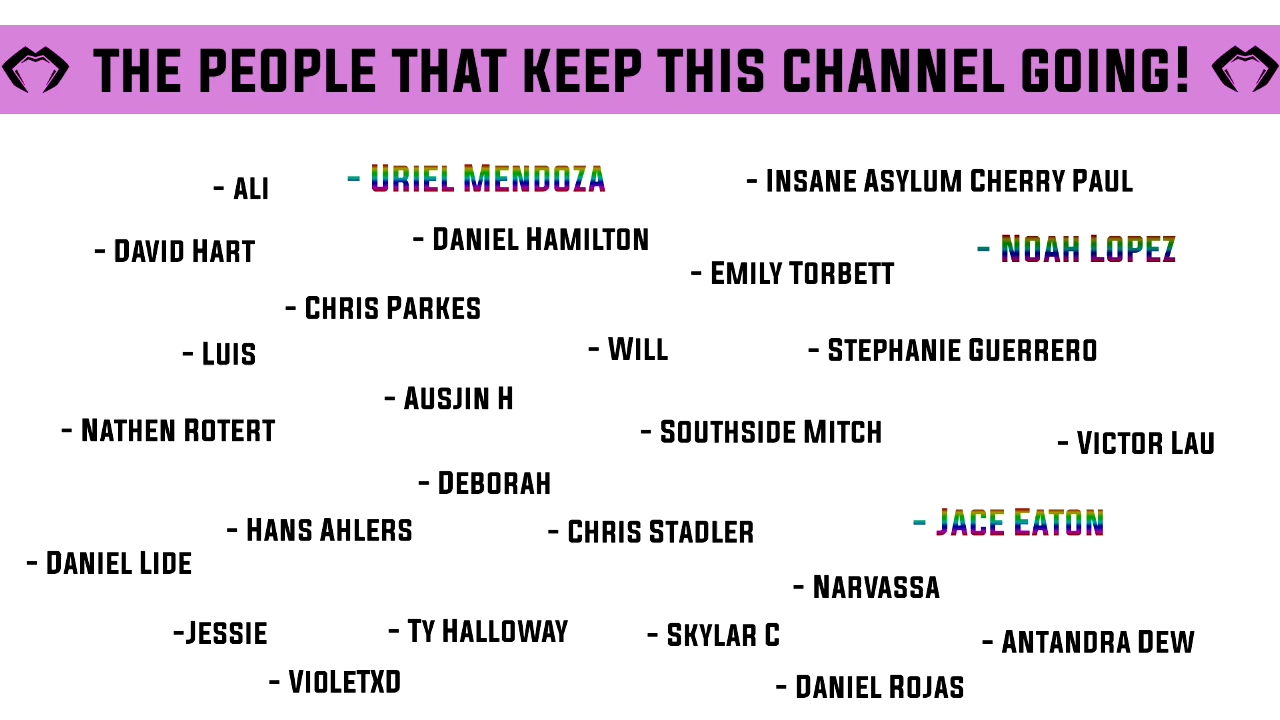 THE PEOPLE THAT KEEP THIS CHANNEL GOING!
- ALI
- URIEL MENDOZA
- INSANE ASYLUM CHERRY PAUL
- DAVID HART
- DANIEL HAMILTON
- NOAH LOPEZ
- EMILY TORBETT
- CHRIS PARKES
- LUIS
- WILL
- STEPHANIE GUERRERO
- AUSJIN H
- NATHEN ROTERT
- SOUTHSIDE MITCH
- VICTOR LAU
- DEBORAH
- HANS AHLERS
- CHRIS STADLER
- JACE EATON
- DANIEL LIDE
- NARVASSA
-JESSIE
- TY HALLOWAY
- SKYLAR C
- ANTANDRA DEW
- VIOLETXD
- DANIEL ROJAS